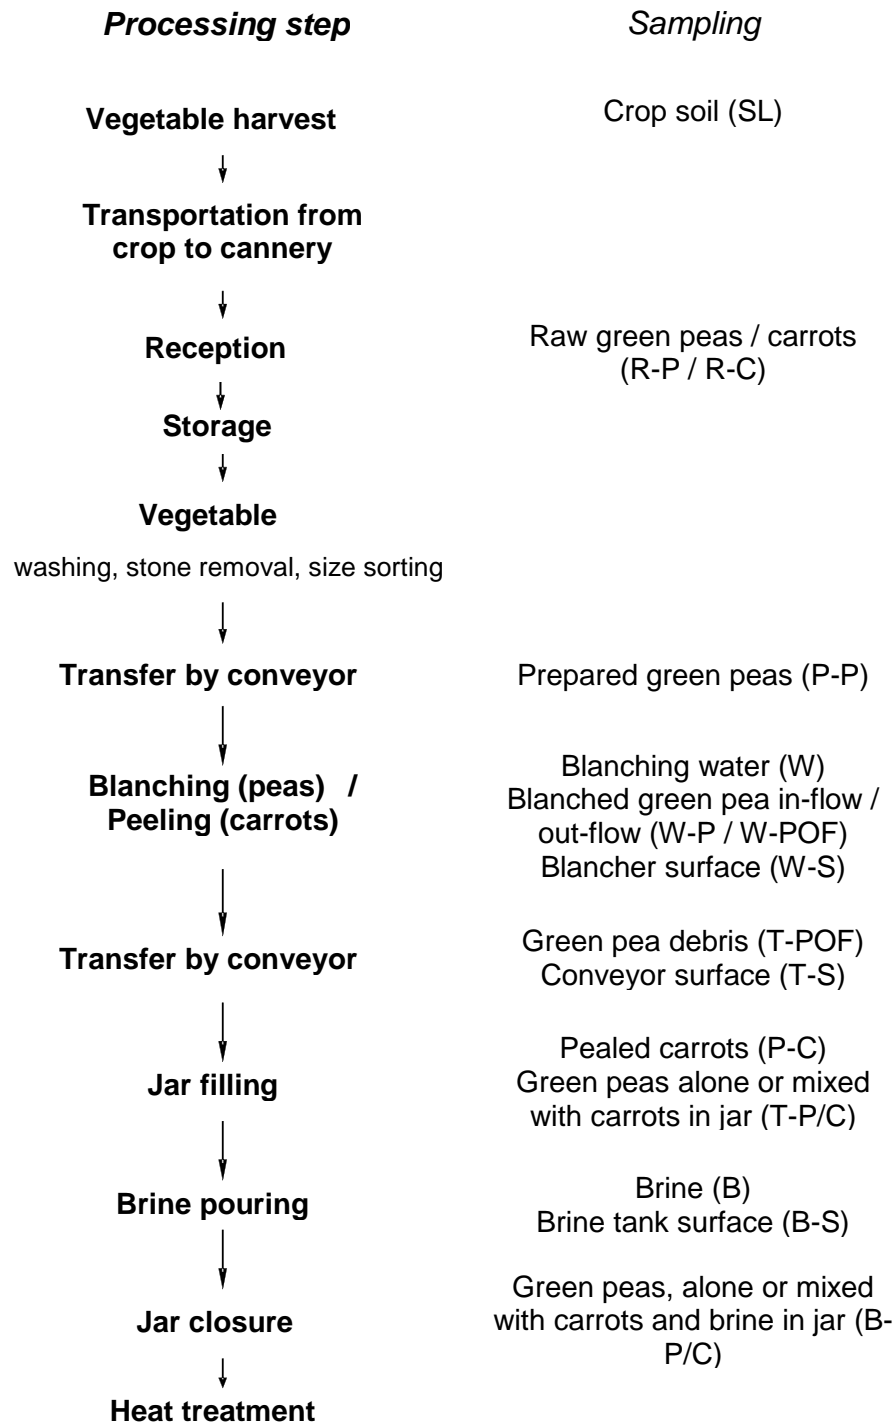 Processing step Sampling
Vegetable harvest Crop soil (SL)
Transportation from
crop to cannery
Reception Raw green peas / carrots
(R-P / R-C)
Storage
Vegetable
washing, stone removal, size sorting
Transfer by conveyor Prepared green peas (P-P)
Blanching (peas) /
Peeling (carrots)
Blanching water (W)
Blanched green pea in-flow /
out-flow (W-P / W-POF)
Blancher surface (W-S)
Transfer by conveyor
Green pea debris (T-POF)
Conveyor surface (T-S)
Jar filling
Pealed carrots (P-C)
Green peas alone or mixed
with carrots in jar (T-P/C)
Brine pouring
Brine (B)
Brine tank surface (B-S)
Jar closure
Green peas, alone or mixed
with carrots and brine in jar (B-
P/C)
Heat treatment